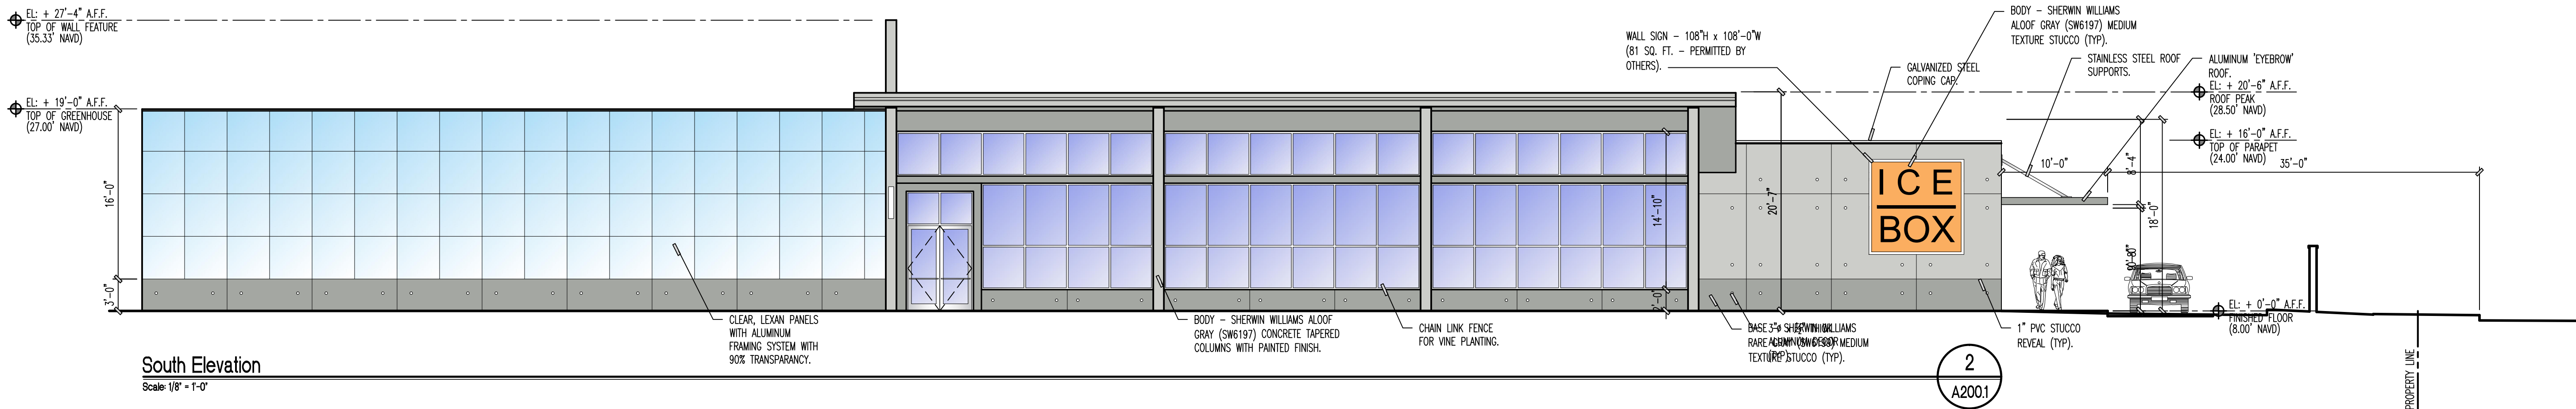 EL: + 27'-4" A.F.F.
TOP OF WALL FEATURE
(35.33' NAVD)
EL: + 19'-0" A.F.F.
TOP OF GREENHOUSE
(27.00' NAVD)
16'-0"
3'-0"
CLEAR, LEXAN PANELS
WITH ALUMINUM
FRAMING SYSTEM WITH
90% TRANSPARANCY.
BODY - SHERWIN WILLIAMS ALOOF
GRAY (SW6197) CONCRETE TAPERED
COLUMNS WITH PAINTED FINISH.
CHAIN LINK FENCE
FOR VINE PLANTING.
14'-10"
20'-7"
WALL SIGN - 108"H x 108'-0"W
(81 SQ. FT. - PERMITTED BY
OTHERS).
GALVANIZED STEEL
COPING CAP.
BODY - SHERWIN WILLIAMS
ALOOF GRAY (SW6197) MEDIUM
TEXTURE STUCCO (TYP).
STAINLESS STEEL ROOF
SUPPORTS.
ALUMINUM 'EYEBROW'
ROOF.
EL: + 20'-6" A.F.F.
ROOF PEAK
(28.50' NAVD)
EL: + 16'-0" A.F.F.
TOP OF PARAPET
(24.00' NAVD)
10'-0"
8'-4"
35'-0"
18'-0"
ICE
BOX
TEXTURE STUCCO (TYP).
1" PVC STUCCO
REVEAL (TYP).
EL: + 0'-0" A.F.F.
FINISHED FLOOR
(8.00' NAVD)
PROPERTY LINE
South Elevation
Scale: 1/8" = 1'-0"
2
A200.1